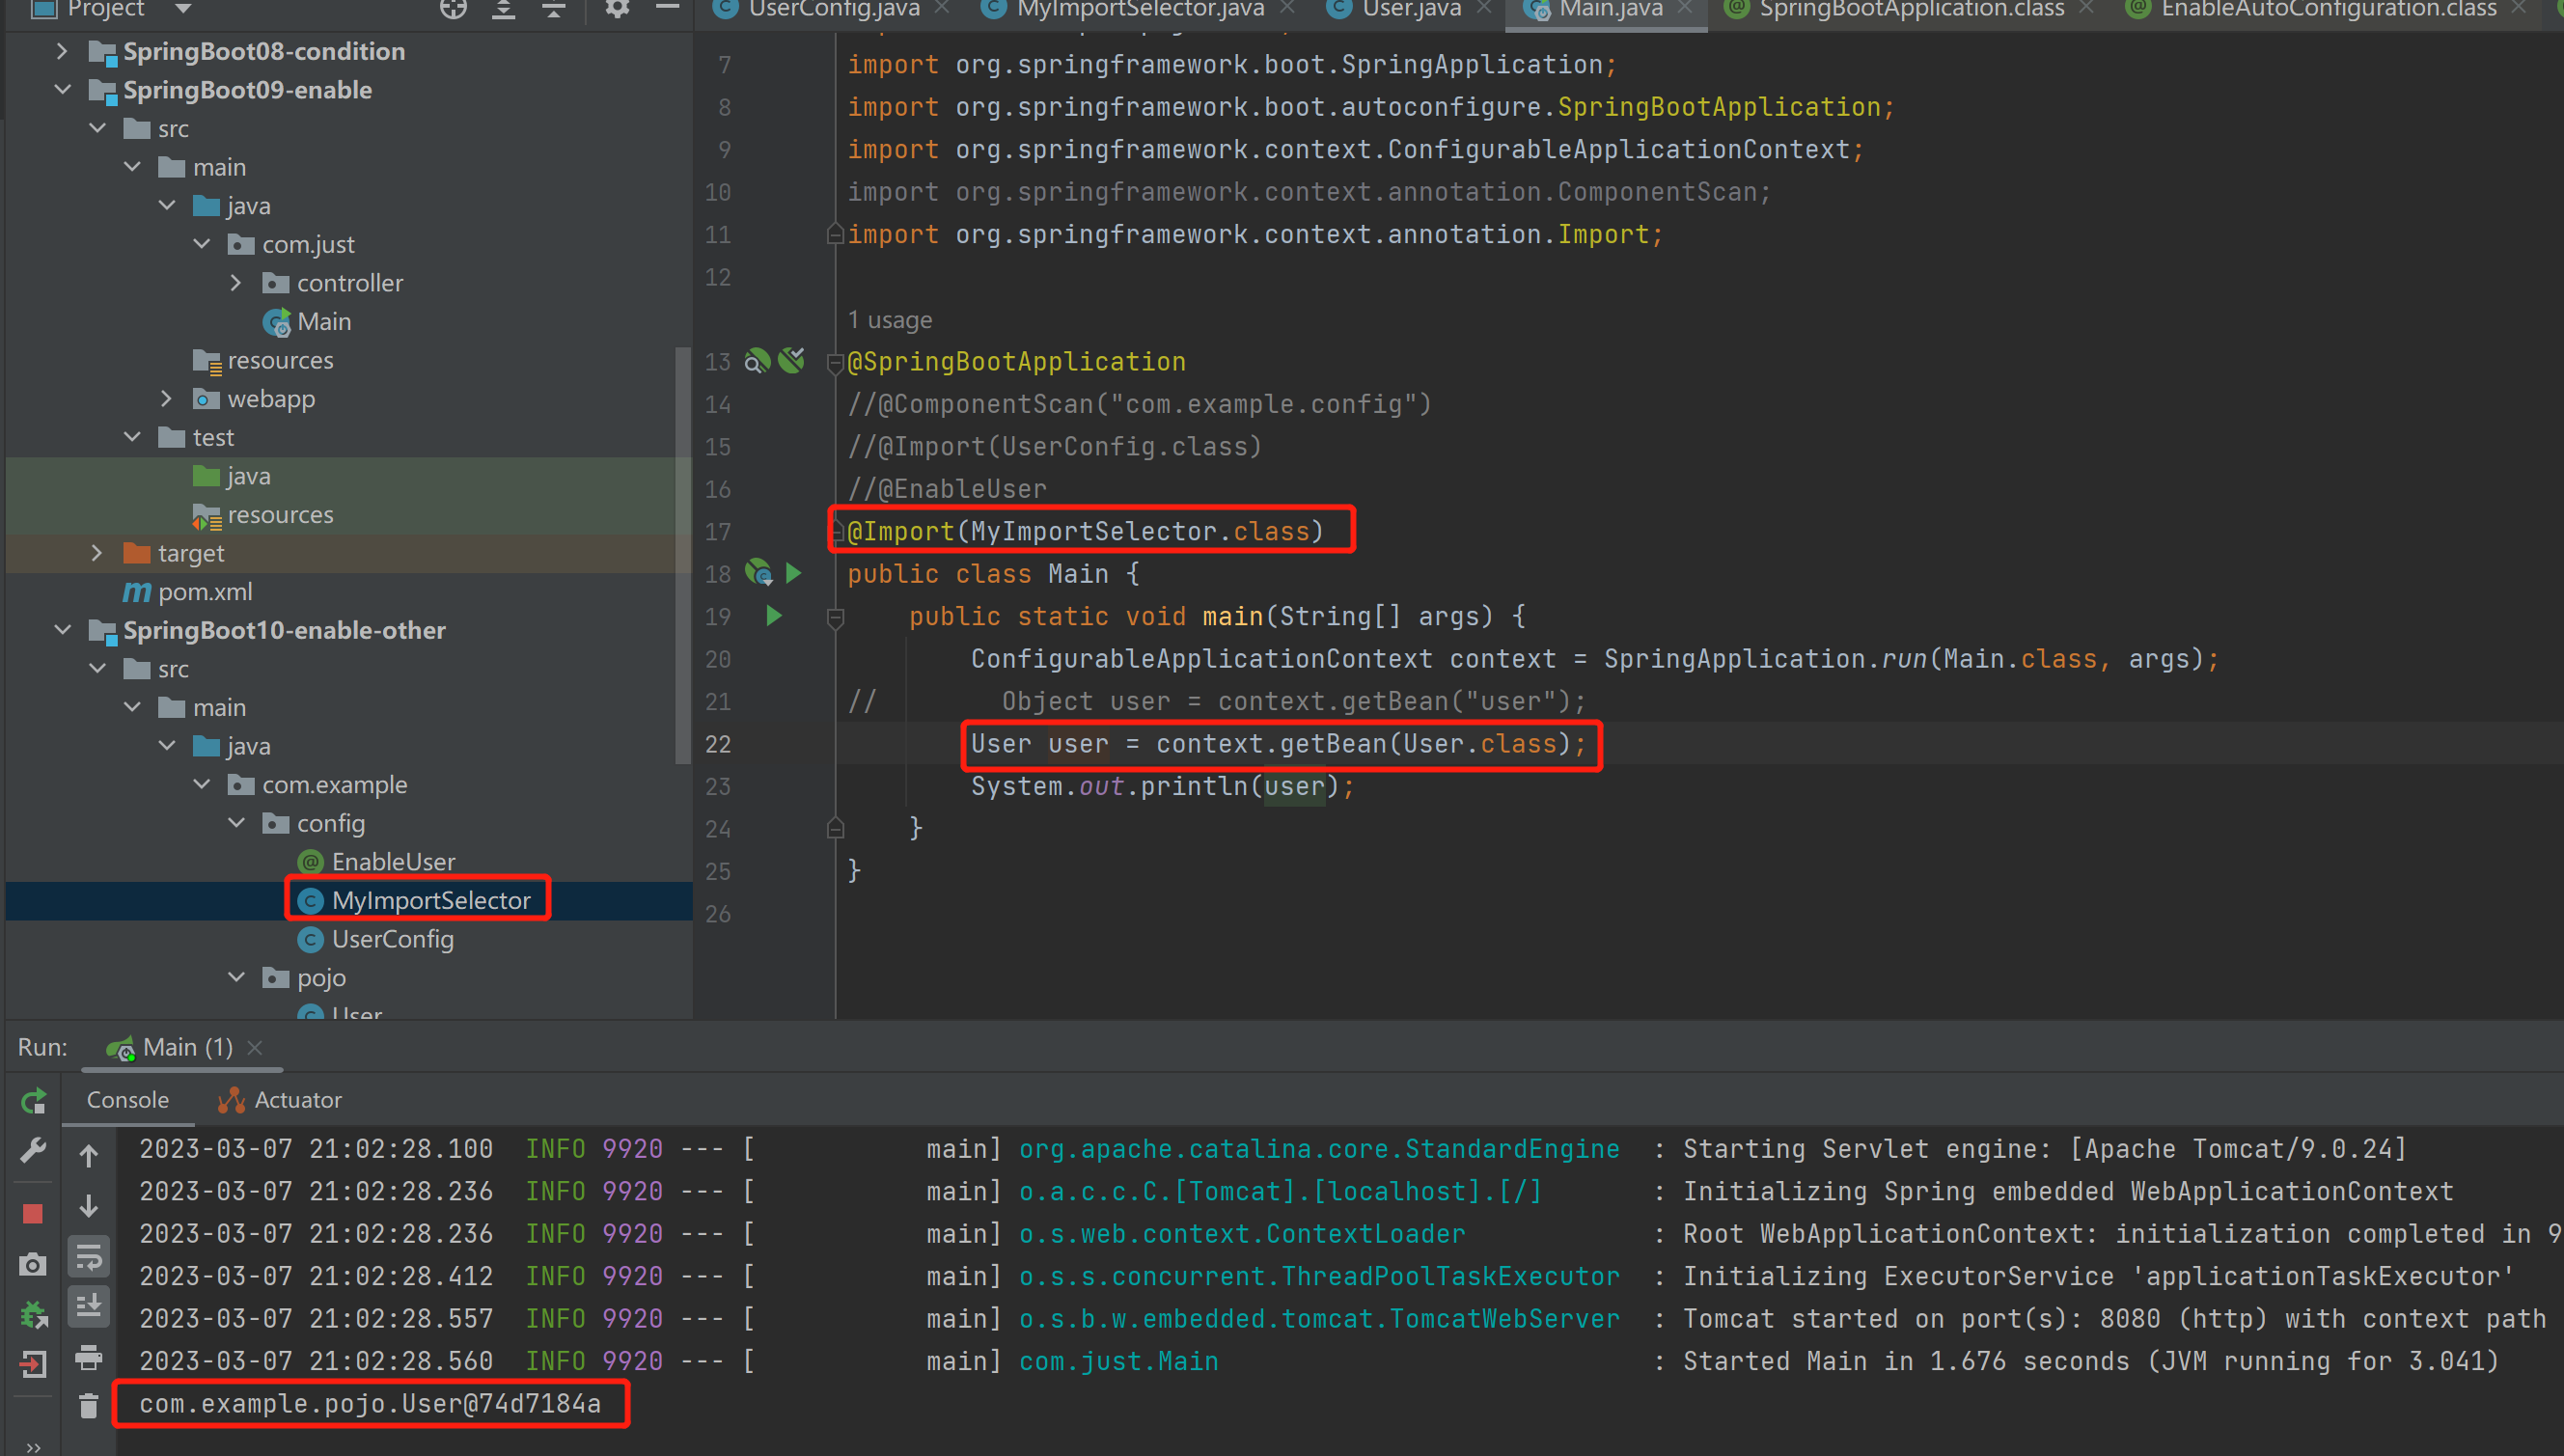 Project
UserConfig.java
MyImportSelector.java
User.java
Main.java
SpringBootApplication.class
EnableAutoConfiguration.class
SpringBoot08-condition
SpringBoot09-enable
src
main
java
com.just
controller
Main
resources
webapp
test
java
resources
target
pom.xml
SpringBoot10-enable-other
src
main
java
com.example
config
EnableUser
MyImportSelector
UserConfig
pojo
User
7 import org.springframework.boot.SpringApplication;
8 import org.springframework.boot.autoconfigure.SpringBootApplication;
9 import org.springframework.context.ConfigurableApplicationContext;
10 import org.springframework.context.annotation.ComponentScan;
11 import org.springframework.context.annotation.Import;
12
1 usage
13 @SpringBootApplication
14 //@ComponentScan("com.example.config")
15 //@Import(UserConfig.class)
16 //@EnableUser
17 @Import(MyImportSelector.class)
18 public class Main {
19 public static void main(String[] args) {
20 ConfigurableApplicationContext context = SpringApplication.run(Main.class, args);
21 // Object user = context.getBean("user");
22 User user = context.getBean(User.class);
23 System.out.println(user);
24 }
25 }
26
Run: Main (1)
Console Actuator
2023-03-07 21:02:28.100 INFO 9920 --- [ main] org.apache.catalina.core.StandardEngine : Starting Servlet engine: [Apache Tomcat/9.0.24]
2023-03-07 21:02:28.236 INFO 9920 --- [ main] o.a.c.c.C.[Tomcat].[localhost].[/] : Initializing Spring embedded WebApplicationContext
2023-03-07 21:02:28.236 INFO 9920 --- [ main] o.s.web.context.ContextLoader : Root WebApplicationContext: initialization completed in 9
2023-03-07 21:02:28.412 INFO 9920 --- [ main] o.s.s.concurrent.ThreadPoolTaskExecutor : Initializing ExecutorService 'applicationTaskExecutor'
2023-03-07 21:02:28.557 INFO 9920 --- [ main] o.s.b.w.embedded.tomcat.TomcatWebServer : Tomcat started on port(s): 8080 (http) with context path
2023-03-07 21:02:28.560 INFO 9920 --- [ main] com.just.Main : Started Main in 1.676 seconds (JVM running for 3.041)
com.example.pojo.User@74d7184a